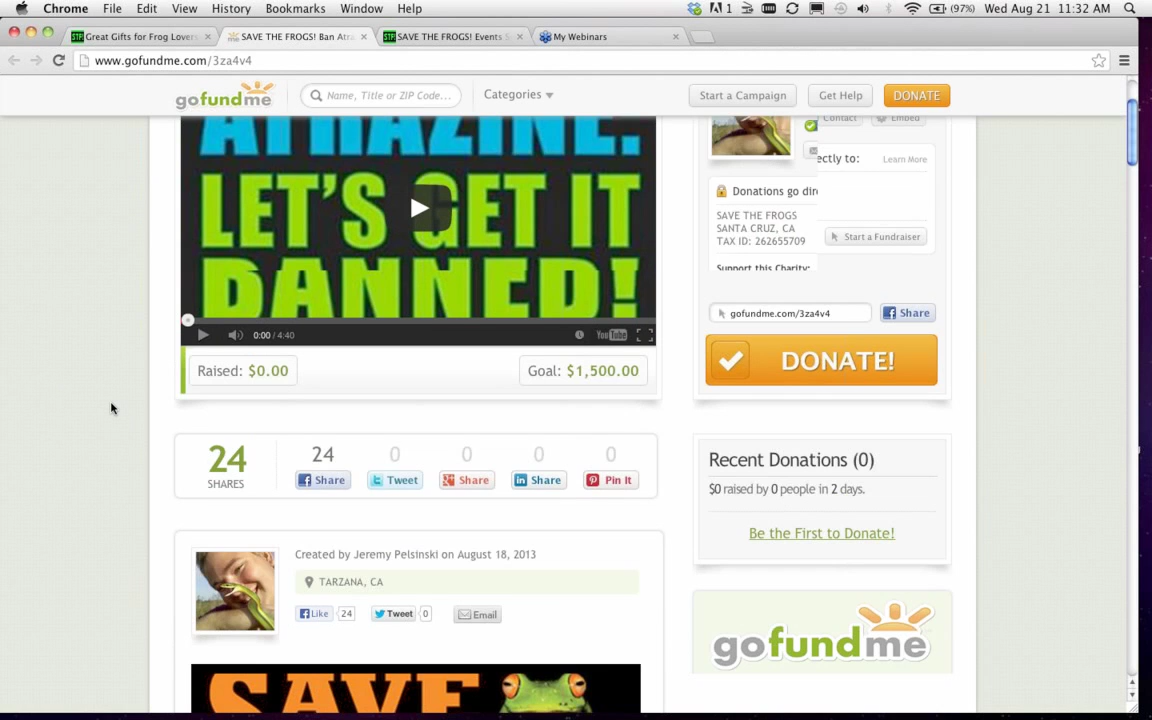 Chrome File Edit View History Bookmarks Window Help 1 (97%) Wed Aug 21 11:32 AM
Great Gifts for Frog Lovers SAVE THE FROGS! Ban Atra SAVE THE FROGS! Events S My Webinars
www.gofundme.com/3za4v4
gofundme Name, Title or ZIP Code... Categories Start a Campaign Get Help DONATE
ATRAZINE.
LET'S GET IT
BANNED!
0:00 / 4:40 YouTube
Raised: $0.00 Goal: $1,500.00
24
SHARES
24 0 0 0 0
Share Tweet Share Share Pin It
Created by Jeremy Pelsinski on August 18, 2013
TARZANA, CA
Like 24 Tweet 0 Email
SAVE
Contact Embed
ectly to: Learn More
Donations go dire
SAVE THE FROGS
SANTA CRUZ, CA
TAX ID: 262655709
Start a Fundraiser
Support this Charity:
gofundme.com/3za4v4 Share
DONATE!
Recent Donations (0)
$0 raised by 0 people in 2 days.
Be the First to Donate!
gofundme